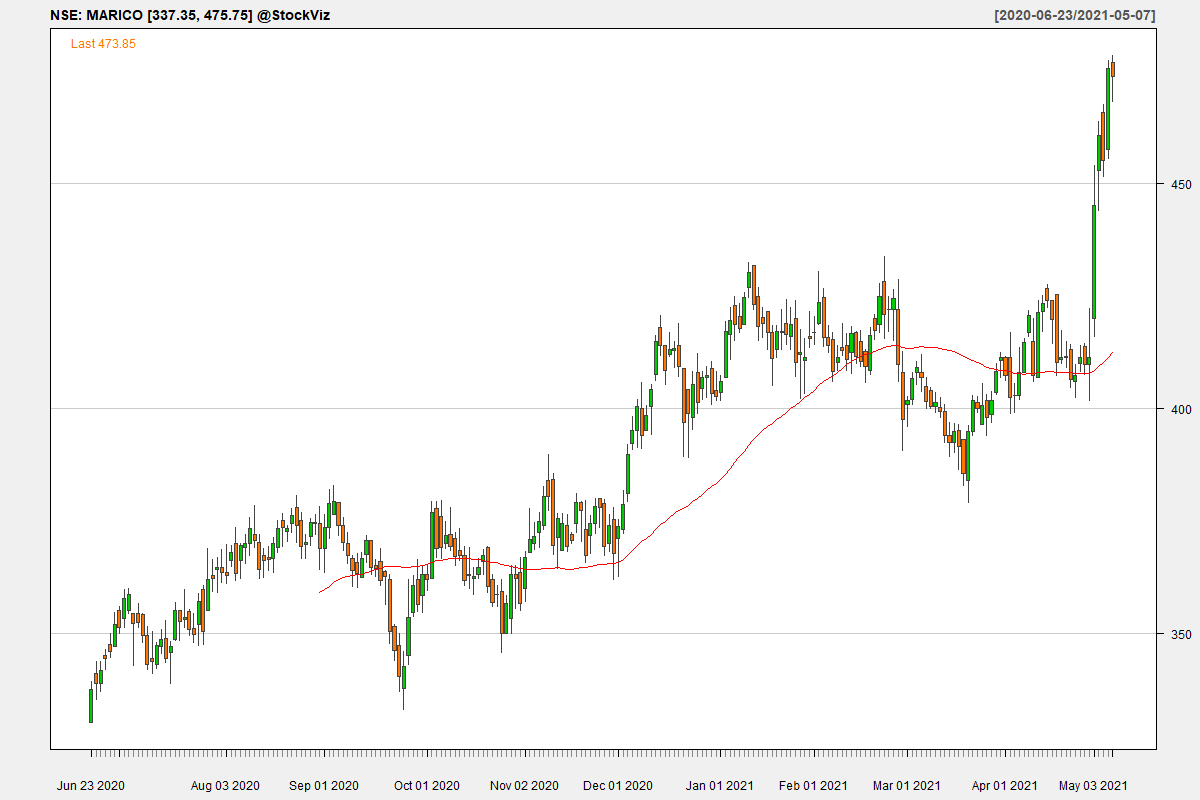 NSE: MARICO [337.35, 475.75] @StockViz [2020-06-23/2021-05-07]
Last 473.85
450
400
350
Jun 23 2020 Aug 03 2020 Sep 01 2020 Oct 01 2020 Nov 02 2020 Dec 01 2020 Jan 01 2021 Feb 01 2021 Mar 01 2021 Apr 01 2021 May 03 2021